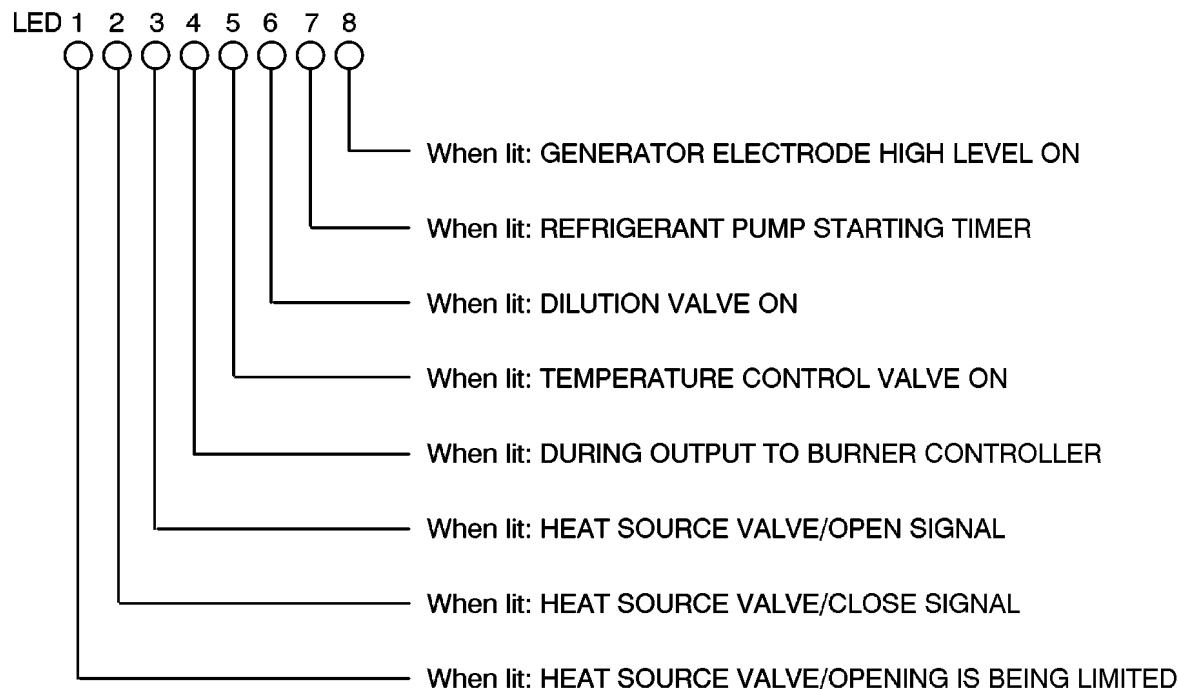 LED 1 2 3 4 5 6 7 8
When lit: GENERATOR ELECTRODE HIGH LEVEL ON
When lit: REFRIGERANT PUMP STARTING TIMER
When lit: DILUTION VALVE ON
When lit: TEMPERATURE CONTROL VALVE ON
When lit: DURING OUTPUT TO BURNER CONTROLLER
When lit: HEAT SOURCE VALVE/OPEN SIGNAL
When lit: HEAT SOURCE VALVE/CLOSE SIGNAL
When lit: HEAT SOURCE VALVE/OPENING IS BEING LIMITED